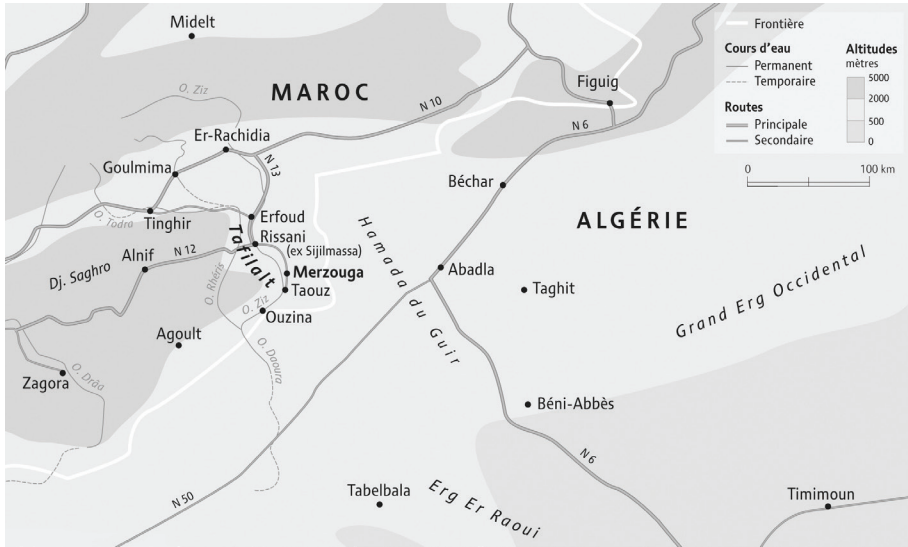 Midelt
Frontière
Cours d'eau
Permanent
Temporaire
Routes
Principale
Secondaire
Altitudes
mètres
5000
2000
500
0
0
100 km
O. Ziz
MAROC
N 10
Figuig
N 6
Er-Rachidia
N 13
Goulmima
Béchar
O. Todra
Tinghir
Erfoud
Rissani
(ex Sijilmassa)
Tafilalt
ALGÉRIE
Hamada du Guir
Alnif
N 12
Dj. Saghro
O. Rhéris
Merzouga
Taouz
Abadla
Taghit
Grand Erg Occidental
O. Ziz
Ouzina
Agoult
O. Daoura
Zagora
O. Drâa
Béni-Abbès
N 6
N 50
Tabelbala
Erg Er Raoui
Timimoun